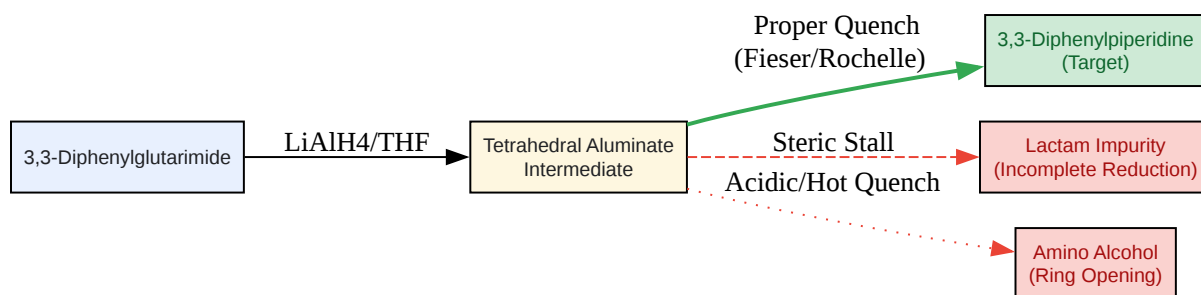 3,3-Diphenylglutarimide
LiAlH4/THF
Tetrahedral Aluminate
Intermediate
Proper Quench
(Fieser/Rochelle)
3,3-Diphenylpiperidine
(Target)
Steric Stall
Lactam Impurity
(Incomplete Reduction)
Acidic/Hot Quench
Amino Alcohol
(Ring Opening)